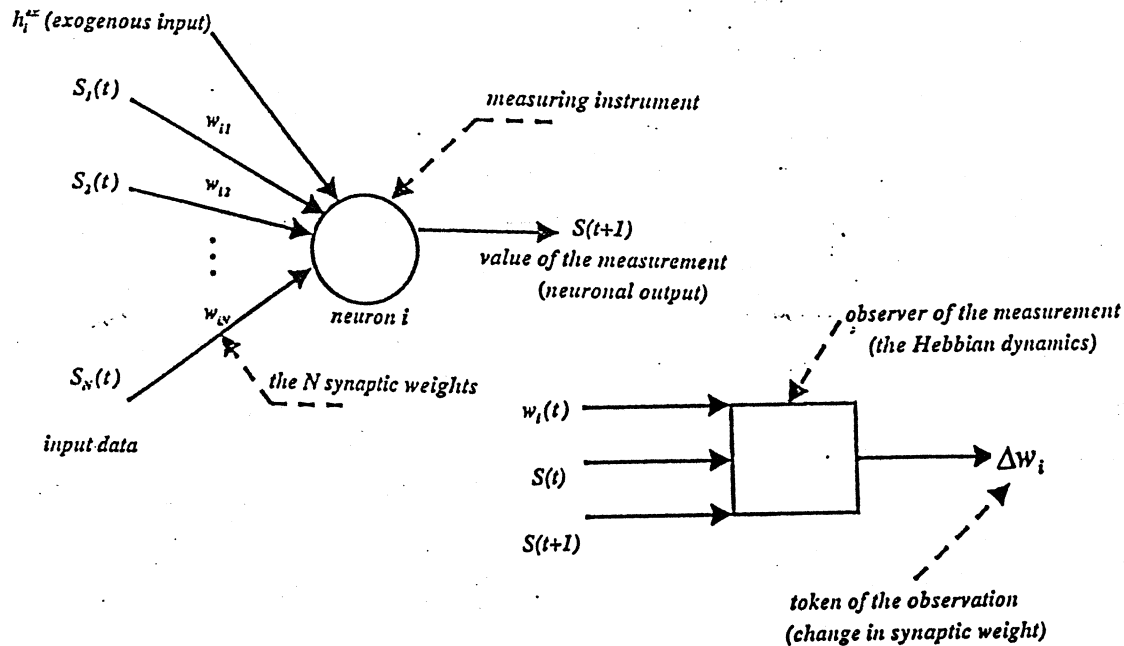 h_i^ex (exogenous input)
S_1(t)
w_i1
measuring instrument
S_2(t)
w_i2
S(t+1)
value of the measurement
(neuronal output)
w_iN
neuron i
S_N(t)
the N synaptic weights
input data
observer of the measurement
(the Hebbian dynamics)
w_i(t)
S(t)
S(t+1)
Δw_i
token of the observation
(change in synaptic weight)